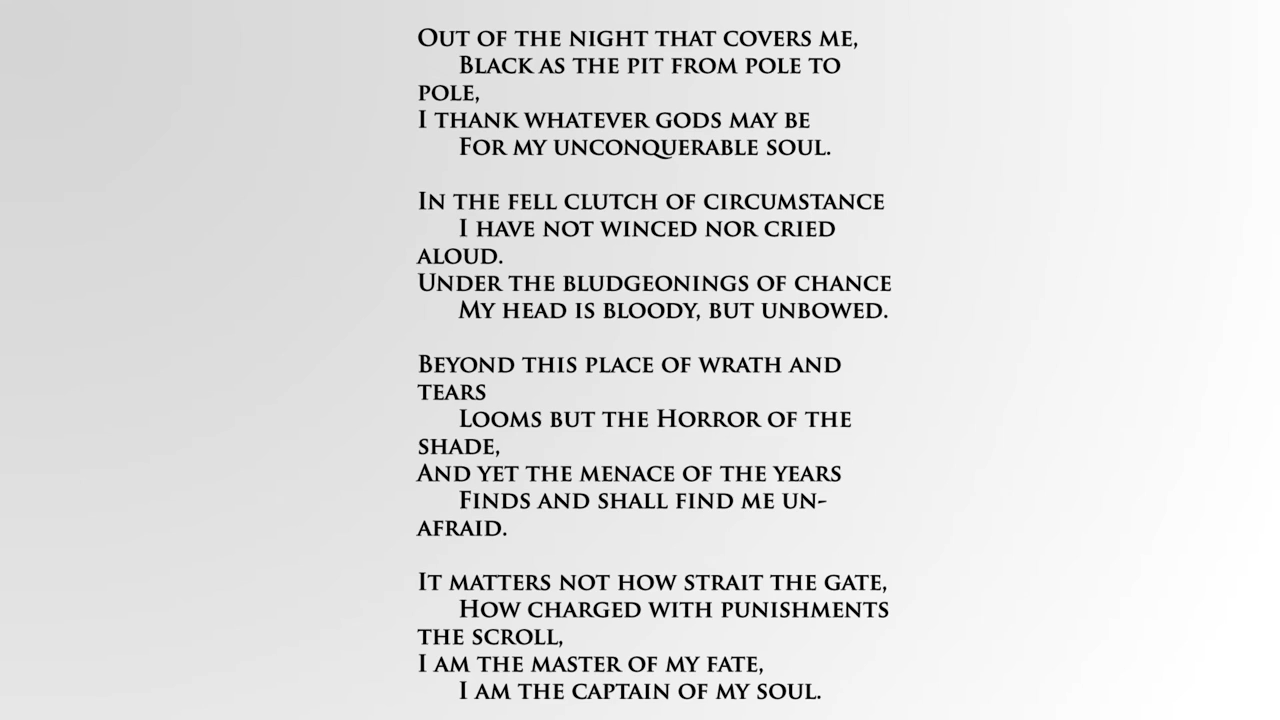 Out of the night that covers me,
Black as the pit from pole to
pole,
I thank whatever gods may be
For my unconquerable soul.
In the fell clutch of circumstance
I have not winced nor cried
aloud.
Under the bludgeonings of chance
My head is bloody, but unbowed.
Beyond this place of wrath and
tears
Looms but the Horror of the
shade,
And yet the menace of the years
Finds and shall find me un-
afraid.
It matters not how strait the gate,
How charged with punishments
the scroll,
I am the master of my fate,
I am the captain of my soul.